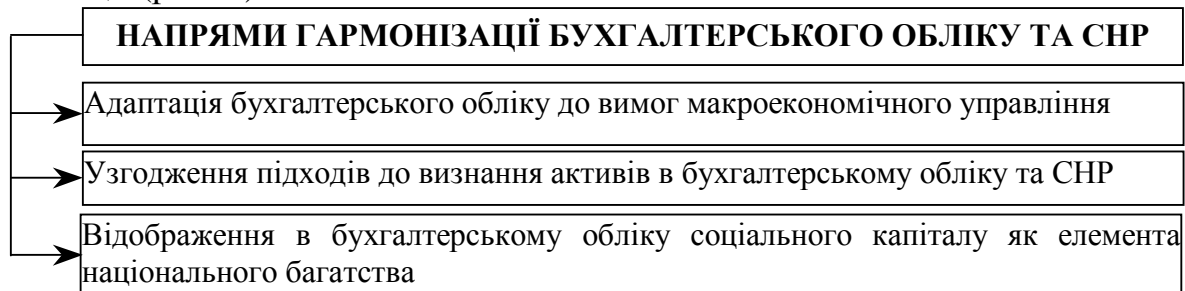 НАПРЯМИ ГАРМОНІЗАЦІЇ БУХГАЛТЕРСЬКОГО ОБЛІКУ ТА СНР
Адаптація бухгалтерського обліку до вимог макроекономічного управління
Узгодження підходів до визнання активів в бухгалтерському обліку та СНР
Відображення в бухгалтерському обліку соціального капіталу як елемента
національного багатства